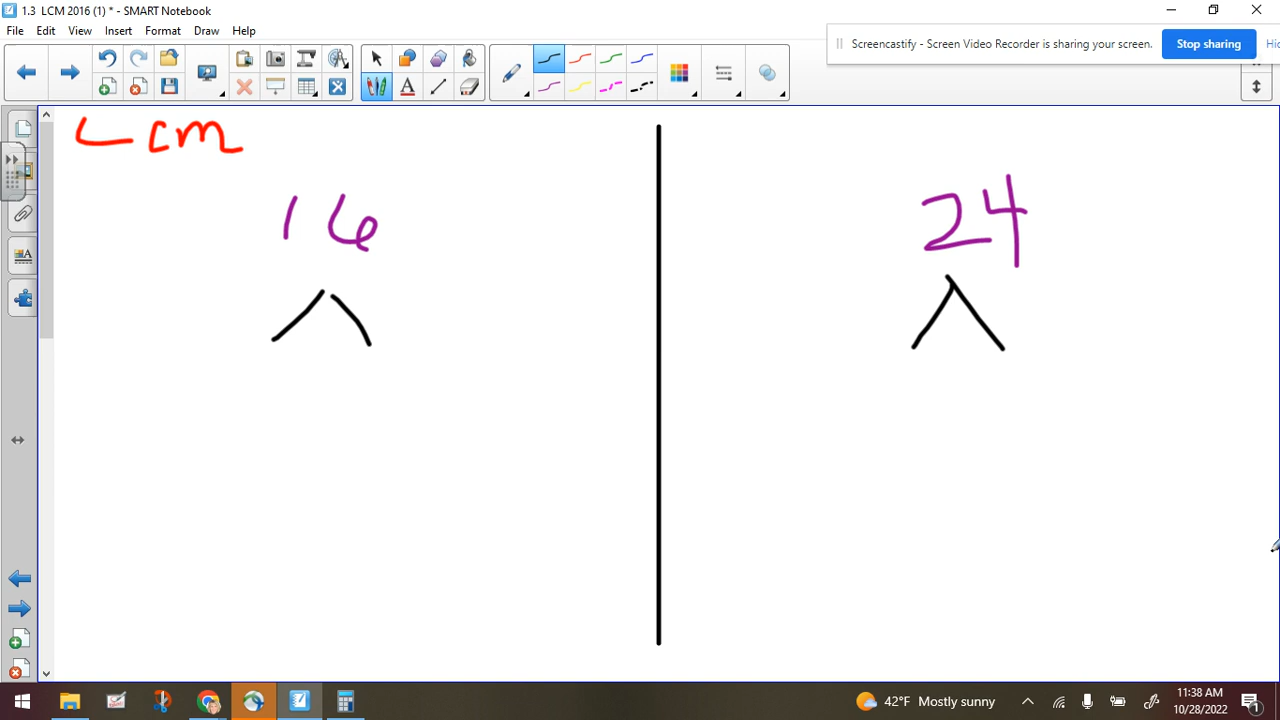 1.3 LCM 2016 (1) * - SMART Notebook
File Edit View Insert Format Draw Help
Screencastify - Screen Video Recorder is sharing your screen. Stop sharing
Lcm
16
24
42°F Mostly sunny
11:38 AM
10/28/2022
1